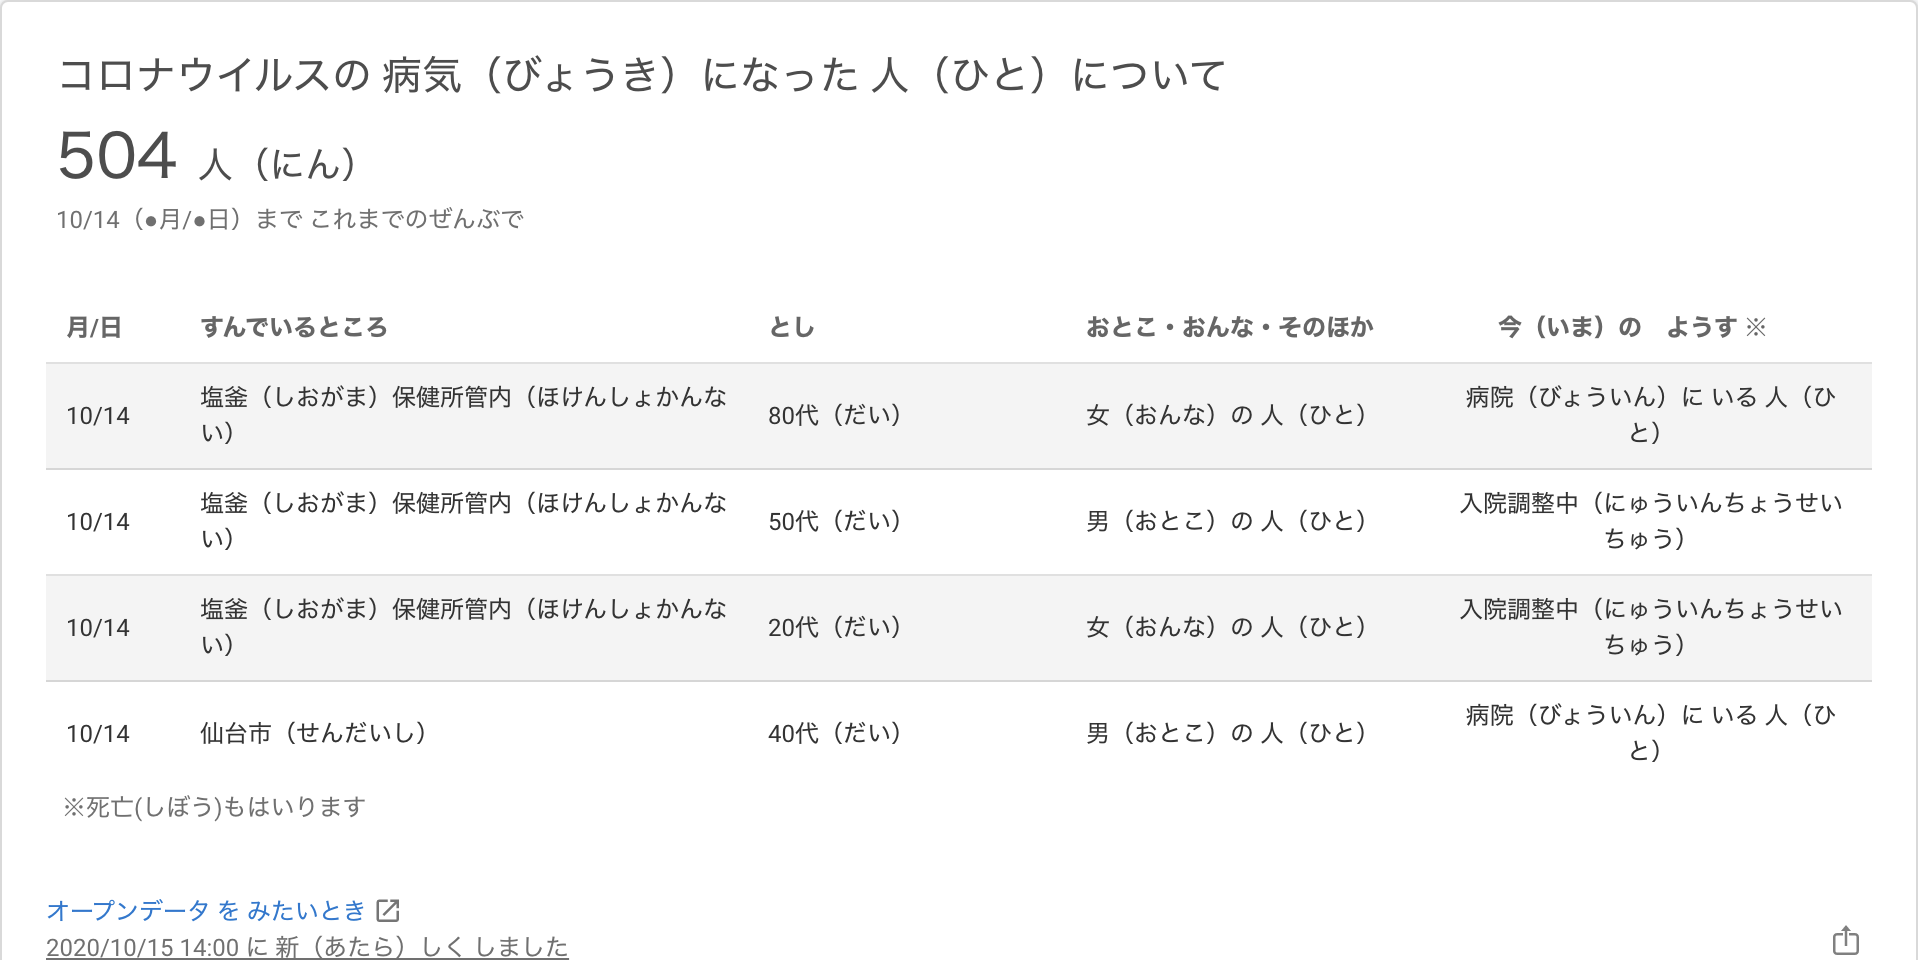 コロナウイルスの 病気（びょうき）になった 人（ひと）について
504 人（にん）
10/14（●月/●日）まで これまでのぜんぶで
月/日 すんでいるところ とし おとこ・おんな・そのほか 今（いま）の　ようす ※
10/14 塩釜（しおがま）保健所管内（ほけんしょかんない） 80代（だい） 女（おんな）の 人（ひと） 病院（びょういん）に いる 人（ひと）
10/14 塩釜（しおがま）保健所管内（ほけんしょかんない） 50代（だい） 男（おとこ）の 人（ひと） 入院調整中（にゅういんちょうせいちゅう）
10/14 塩釜（しおがま）保健所管内（ほけんしょかんない） 20代（だい） 女（おんな）の 人（ひと） 入院調整中（にゅういんちょうせいちゅう）
10/14 仙台市（せんだいし） 40代（だい） 男（おとこ）の 人（ひと） 病院（びょういん）に いる 人（ひと）
※死亡(しぼう)もはいります
オープンデータ を みたいとき
2020/10/15 14:00 に 新（あたら）しく しました